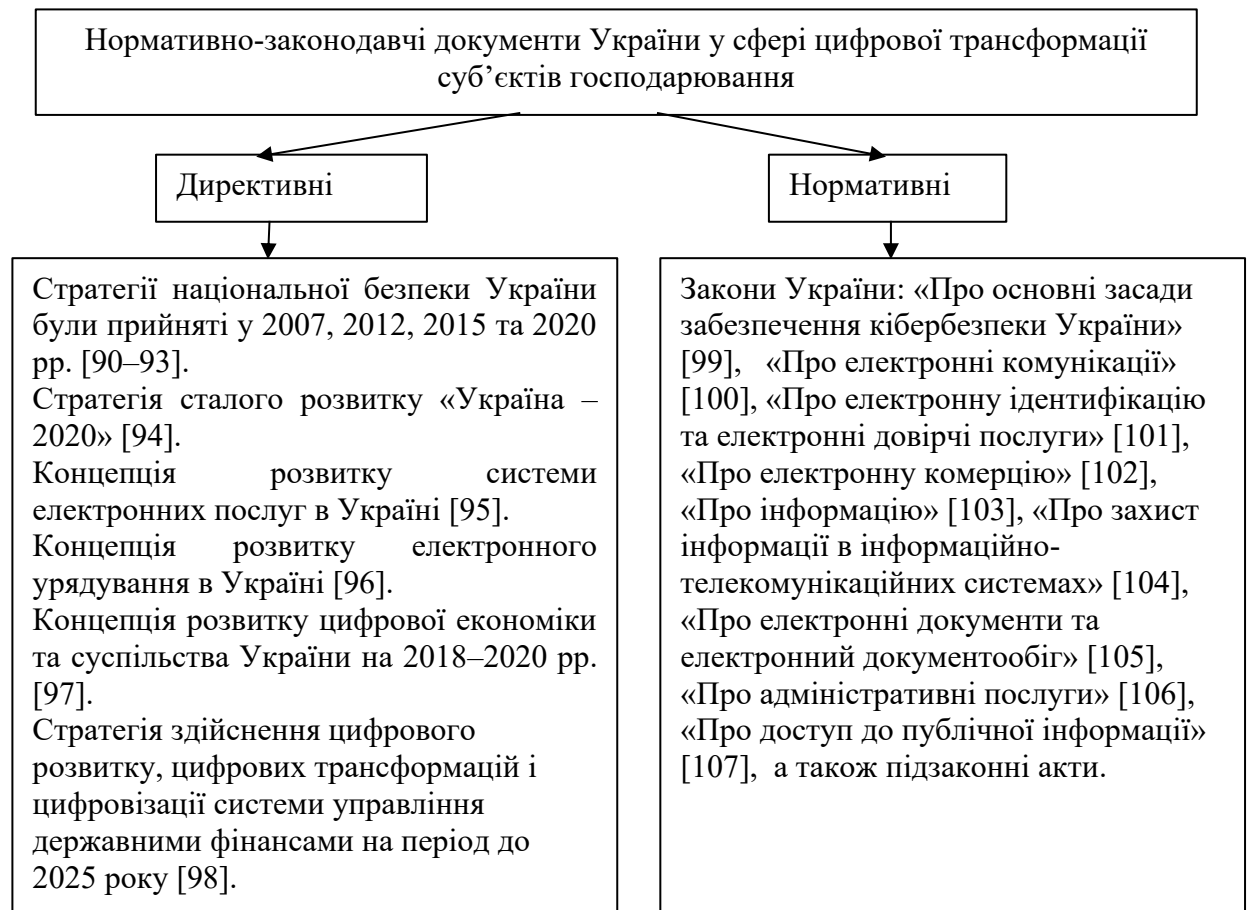 Нормативно-законодавчі документи України у сфері цифрової трансформації
суб’єктів господарювання
Директивні
Нормативні
Стратегії національної безпеки України
були прийняті у 2007, 2012, 2015 та 2020
рр. [90–93].
Стратегія сталого розвитку «Україна –
2020» [94].
Концепція розвитку системи
електронних послуг в Україні [95].
Концепція розвитку електронного
урядування в Україні [96].
Концепція розвитку цифрової економіки
та суспільства України на 2018–2020 рр.
[97].
Стратегія здійснення цифрового
розвитку, цифрових трансформацій і
цифровізації системи управління
державними фінансами на період до
2025 року [98].
Закони України: «Про основні засади
забезпечення кібербезпеки України»
[99], «Про електронні комунікації»
[100], «Про електронну ідентифікацію
та електронні довірчі послуги» [101],
«Про електронну комерцію» [102],
«Про інформацію» [103], «Про захист
інформації в інформаційно-
телекомунікаційних системах» [104],
«Про електронні документи та
електронний документообіг» [105],
«Про адміністративні послуги» [106],
«Про доступ до публічної інформації»
[107], а також підзаконні акти.